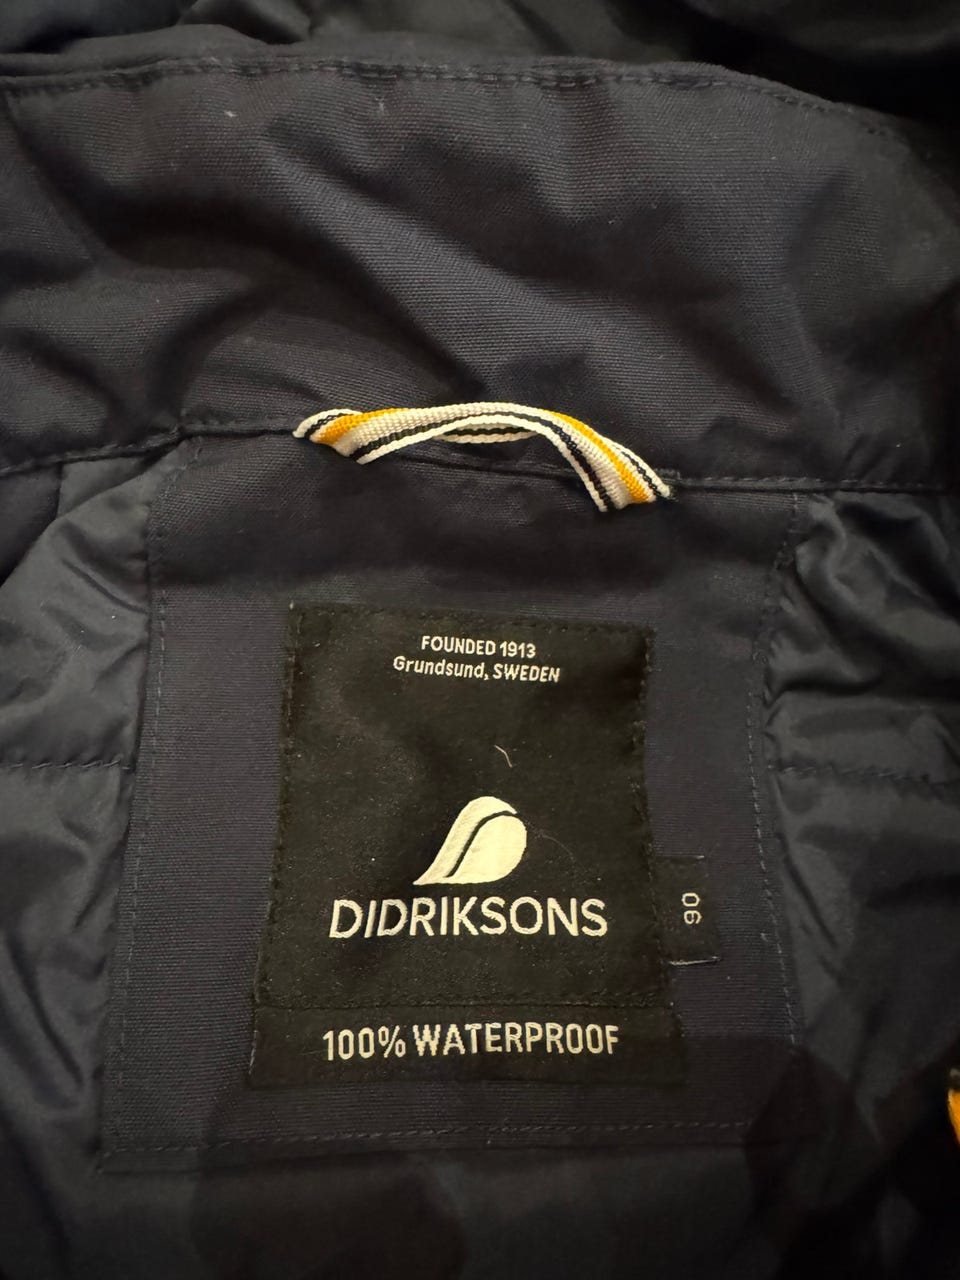 FOUNDED 1913
Grundsund, SWEDEN
DIDRIKSONS
90
100% WATERPROOF